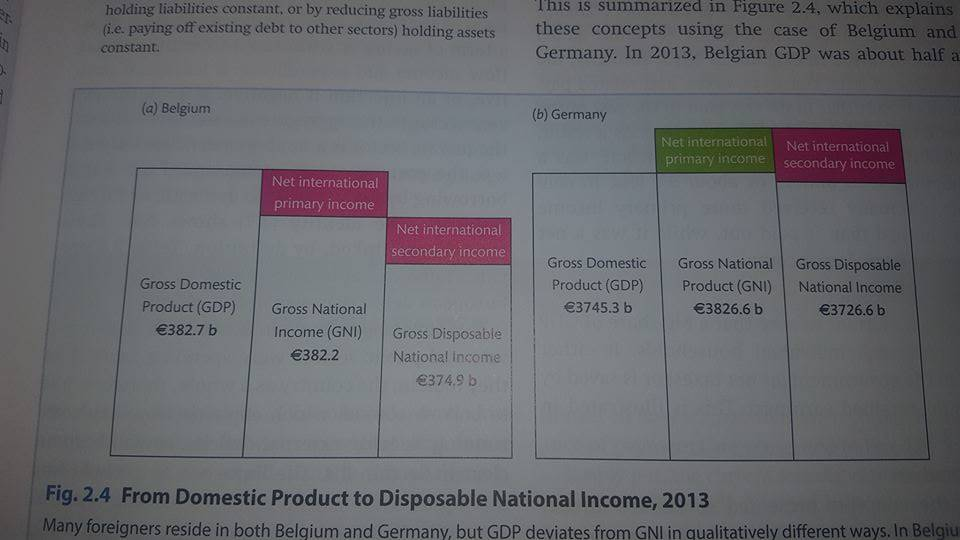 holding liabilities constant, or by reducing gross liabilities
(i.e. paying off existing debt to other sectors) holding assets
constant.
This is summarized in Figure 2.4, which explains
these concepts using the case of Belgium and
Germany. In 2013, Belgian GDP was about half a
(a) Belgium
Net international
primary income
Net international
secondary income
Gross Domestic
Product (GDP)
€382.7 b
Gross National
Income (GNI)
€382.2
Gross Disposable
National Income
€374.9 b
(b) Germany
Net international
primary income
Net international
secondary income
Gross Domestic
Product (GDP)
€3745.3 b
Gross National
Product (GNI)
€3826.6 b
Gross Disposable
National Income
€3726.6 b
Fig. 2.4 From Domestic Product to Disposable National Income, 2013
Many foreigners reside in both Belgium and Germany, but GDP deviates from GNI in qualitatively different ways. In Belgiu